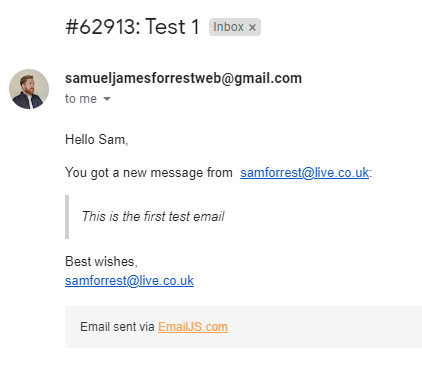 #62913: Test 1 Inbox ×
samueljamesforrestweb@gmail.com
to me
Hello Sam,
You got a new message from samforrest@live.co.uk:
This is the first test email
Best wishes,
samforrest@live.co.uk
Email sent via EmailJS.com